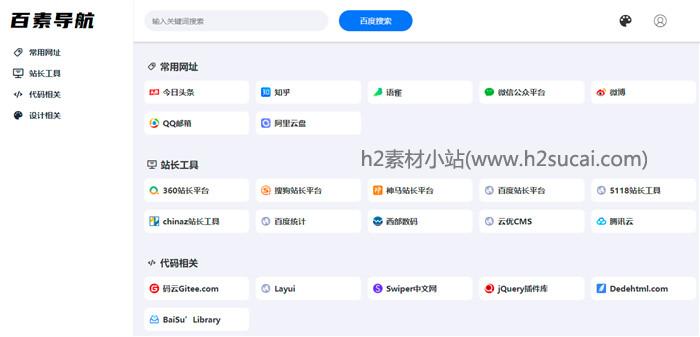 百素导航
输入关键词搜索
百度搜索
常用网址
站长工具
代码相关
设计相关
常用网址
今日头条 知乎 语雀 微信公众平台 微博
QQ邮箱 阿里云盘
站长工具
h2素材小站(www.h2sucai.com)
360站长平台 搜狗站长平台 神马站长平台 百度站长平台 5118站长工具
chinaz站长工具 百度统计 西部数码 云优CMS 腾讯云
代码相关
码云Gitee.com Layui Swiper中文网 jQuery插件库 Dedehtml.com
BaiSu’Library